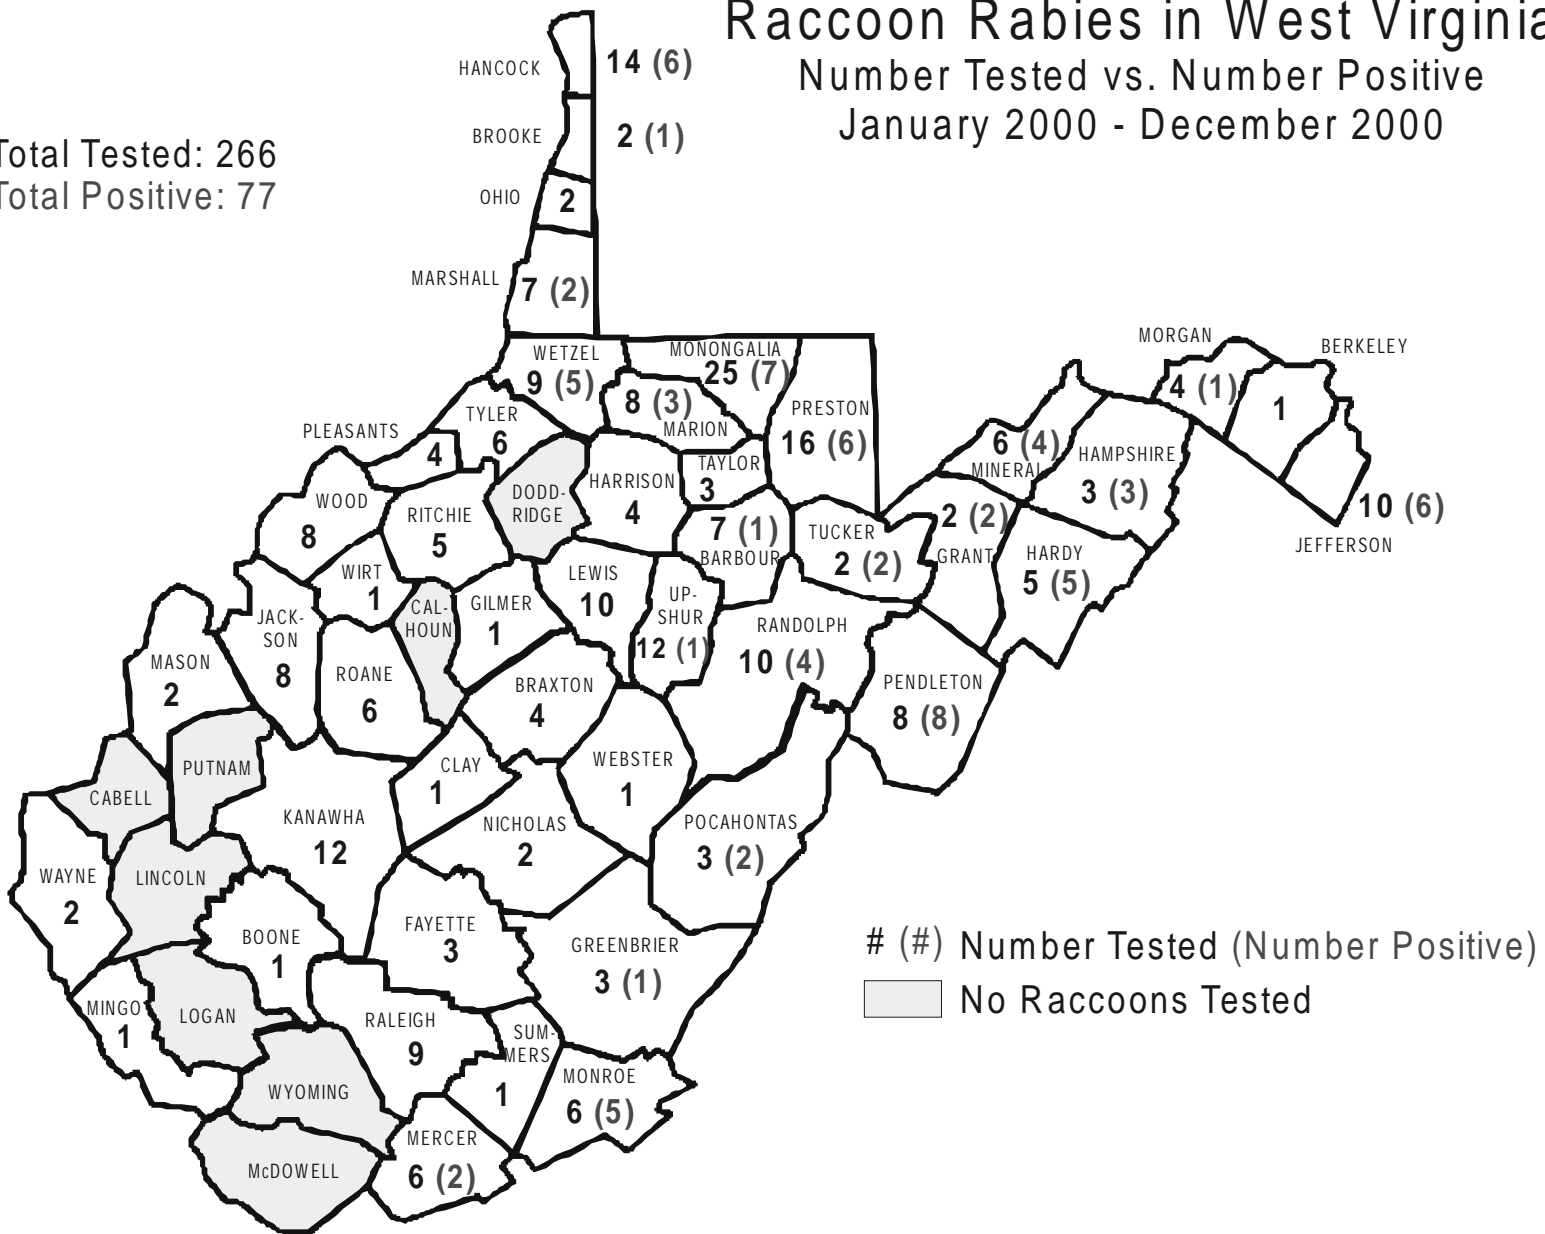 Raccoon Rabies in West Virginia
Number Tested vs. Number Positive
January 2000 - December 2000
Total Tested: 266
Total Positive: 77
HANCOCK 14 (6)
BROOKE 2 (1)
OHIO 2
MARSHALL 7 (2)
WETZEL
9 (5)
MONONGALIA
25 (7)
8 (3)
MARION
PRESTON
16 (6)
TYLER
6
PLEASANTS
4
WOOD
8
RITCHIE
5
DODD-
RIDGE
HARRISON
4
TAYLOR
3
7 (1)
BARBOUR
TUCKER
2 (2)
2 (2)
GRANT
6 (4)
MINERAL
HAMPSHIRE
3 (3)
MORGAN
4 (1)
BERKELEY
1
10 (6)
JEFFERSON
HARDY
5 (5)
WIRT
1
CAL-
HOUN
GILMER
1
LEWIS
10
UP-
SHUR
12 (1)
RANDOLPH
10 (4)
PENDLETON
8 (8)
JACK-
SON
8
MASON
2
ROANE
6
BRAXTON
4
WEBSTER
1
CLAY
1
PUTNAM
CABELL
KANAWHA
12
NICHOLAS
2
POCAHONTAS
3 (2)
WAYNE
2
LINCOLN
BOONE
1
FAYETTE
3
GREENBRIER
3 (1)
MINGO
1
LOGAN
RALEIGH
9
SUM-
MERS
1
MONROE
6 (5)
WYOMING
MERCER
6 (2)
McDOWELL
# (#) Number Tested (Number Positive)
No Raccoons Tested